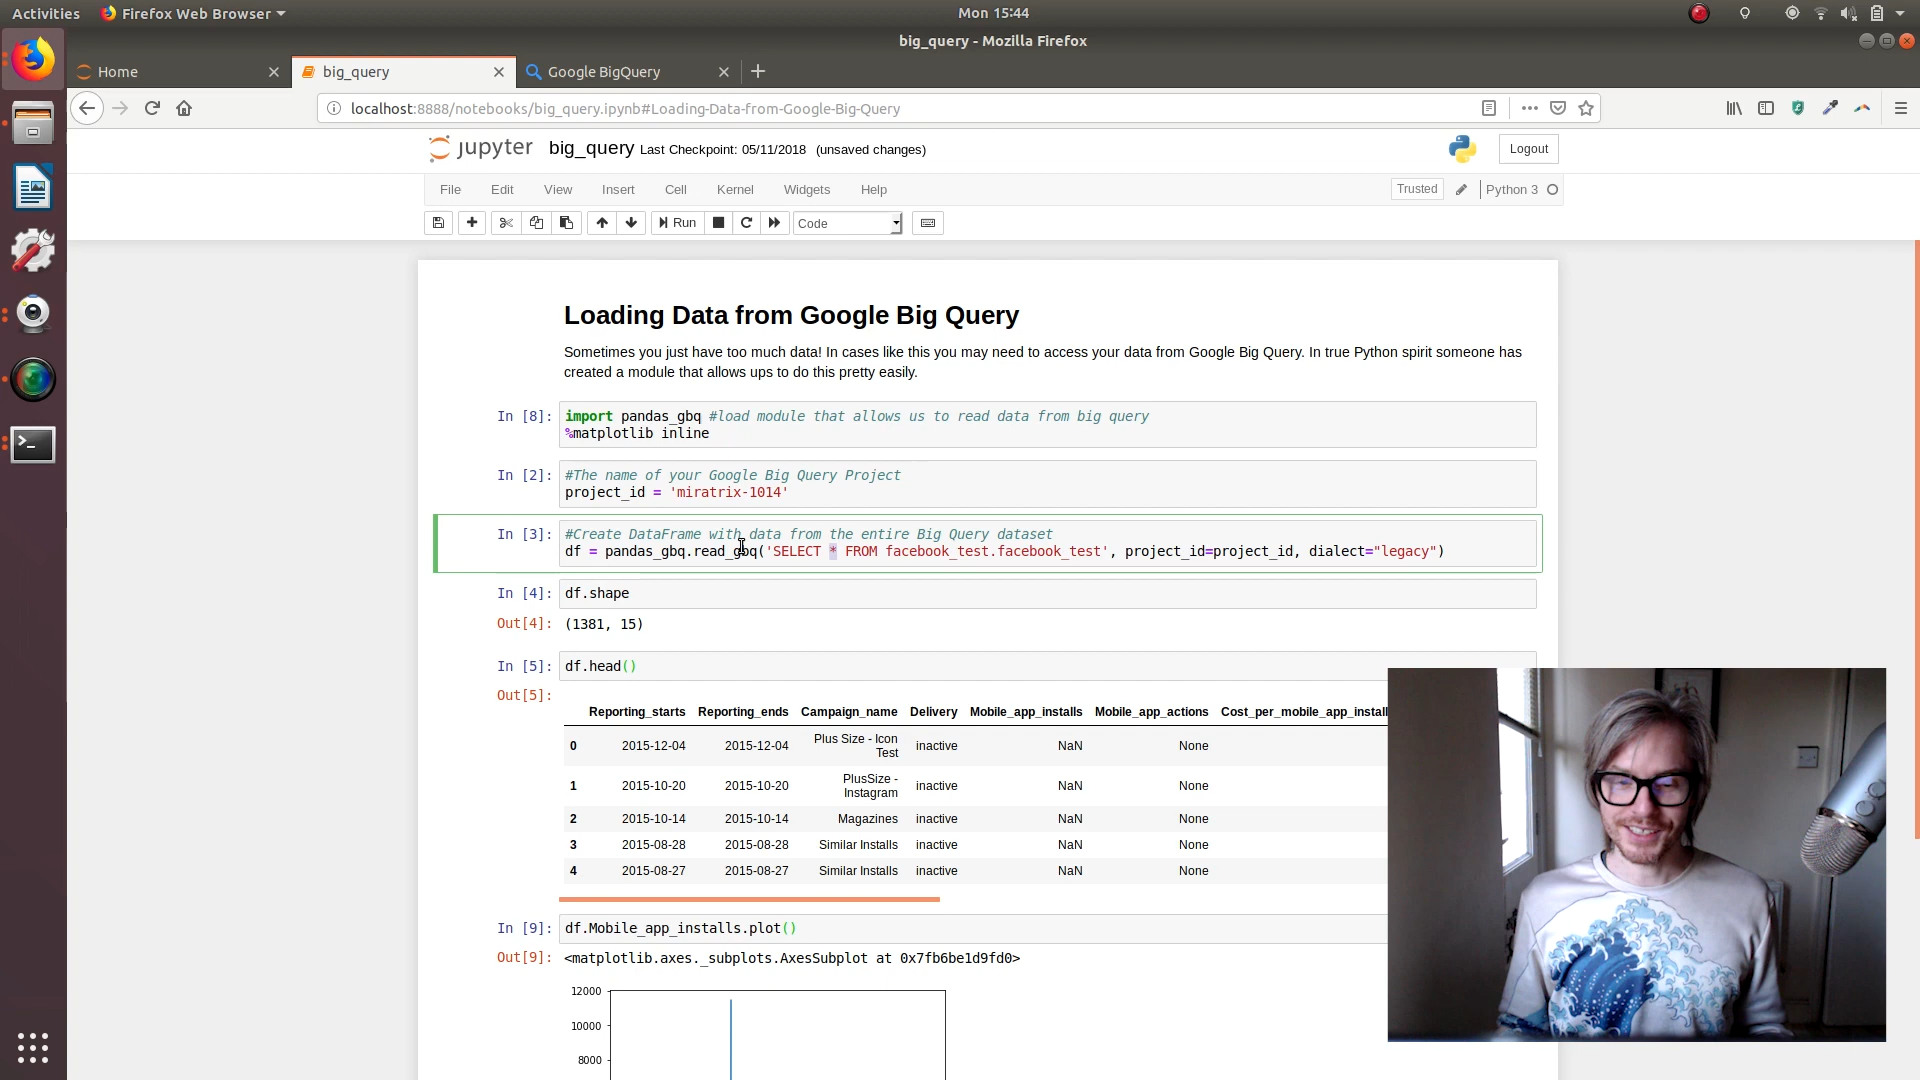 Activities Firefox Web Browser Mon 15:44
big_query - Mozilla Firefox
Home big_query Google BigQuery
localhost:8888/notebooks/big_query.ipynb#Loading-Data-from-Google-Big-Query
jupyter big_query Last Checkpoint: 05/11/2018 (unsaved changes) Logout
File Edit View Insert Cell Kernel Widgets Help Trusted Python 3
Run Code
Loading Data from Google Big Query
Sometimes you just have too much data! In cases like this you may need to access your data from Google Big Query. In true Python spirit someone has
created a module that allows ups to do this pretty easily.
In [8]: import pandas_gbq #load module that allows us to read data from big query
%matplotlib inline
In [2]: #The name of your Google Big Query Project
project_id = 'miratrix-1014'
In [3]: #Create DataFrame with data from the entire Big Query dataset
df = pandas_gbq.read_gbq('SELECT * FROM facebook_test.facebook_test', project_id=project_id, dialect="legacy")
In [4]: df.shape
Out[4]: (1381, 15)
In [5]: df.head()
Out[5]:
Reporting_starts Reporting_ends Campaign_name Delivery Mobile_app_installs Mobile_app_actions Cost_per_mobile_app_install
0 2015-12-04 2015-12-04 Plus Size - Icon Test inactive NaN None
1 2015-10-20 2015-10-20 PlusSize - Instagram inactive NaN None
2 2015-10-14 2015-10-14 Magazines inactive NaN None
3 2015-08-28 2015-08-28 Similar Installs inactive NaN None
4 2015-08-27 2015-08-27 Similar Installs inactive NaN None
In [9]: df.Mobile_app_installs.plot()
Out[9]: <matplotlib.axes._subplots.AxesSubplot at 0x7fb6be1d9fd0>
12000
10000
8000